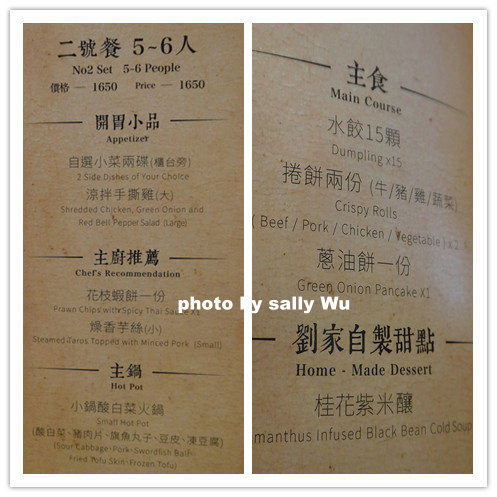 二號餐 5~6人
No2 Set 5-6 People
價格 — 1650 Price — 1650
開胃小品
Appetizer
自選小菜兩碟(櫃台旁)
2 Side Dishes of Your Choice
涼拌手撕雞(大)
Shredded Chicken, Green Onion and
Red Bell Pepper Salad (Large)
主廚推薦
Chef's Recommendation
花枝蝦餅一份
Prawn Chips with Spicy Thai Sauce X1
燥香芋絲(小)
Steamed Taros Topped with Minced Pork (Small)
主鍋
Hot Pot
小鍋酸白菜火鍋
Small Hot Pot
(酸白菜、豬肉片、旗魚丸子、豆皮、凍豆腐)
(Sour Cabbage, Pork, Swordfish Ball,
Fried Tofu Skin, Frozen Tofu)
主食
Main Course
水餃15顆
Dumpling x15
捲餅兩份 (牛/豬/雞/蔬菜)
Crispy Rolls
( Beef / Pork / Chicken / Vegetable ) x 2
蔥油餅一份
Green Onion Pancake X1
劉家自製甜點
Home - Made Dessert
桂花紫米釀
manthus Infused Black Bean Cold Soup
photo by sally Wu